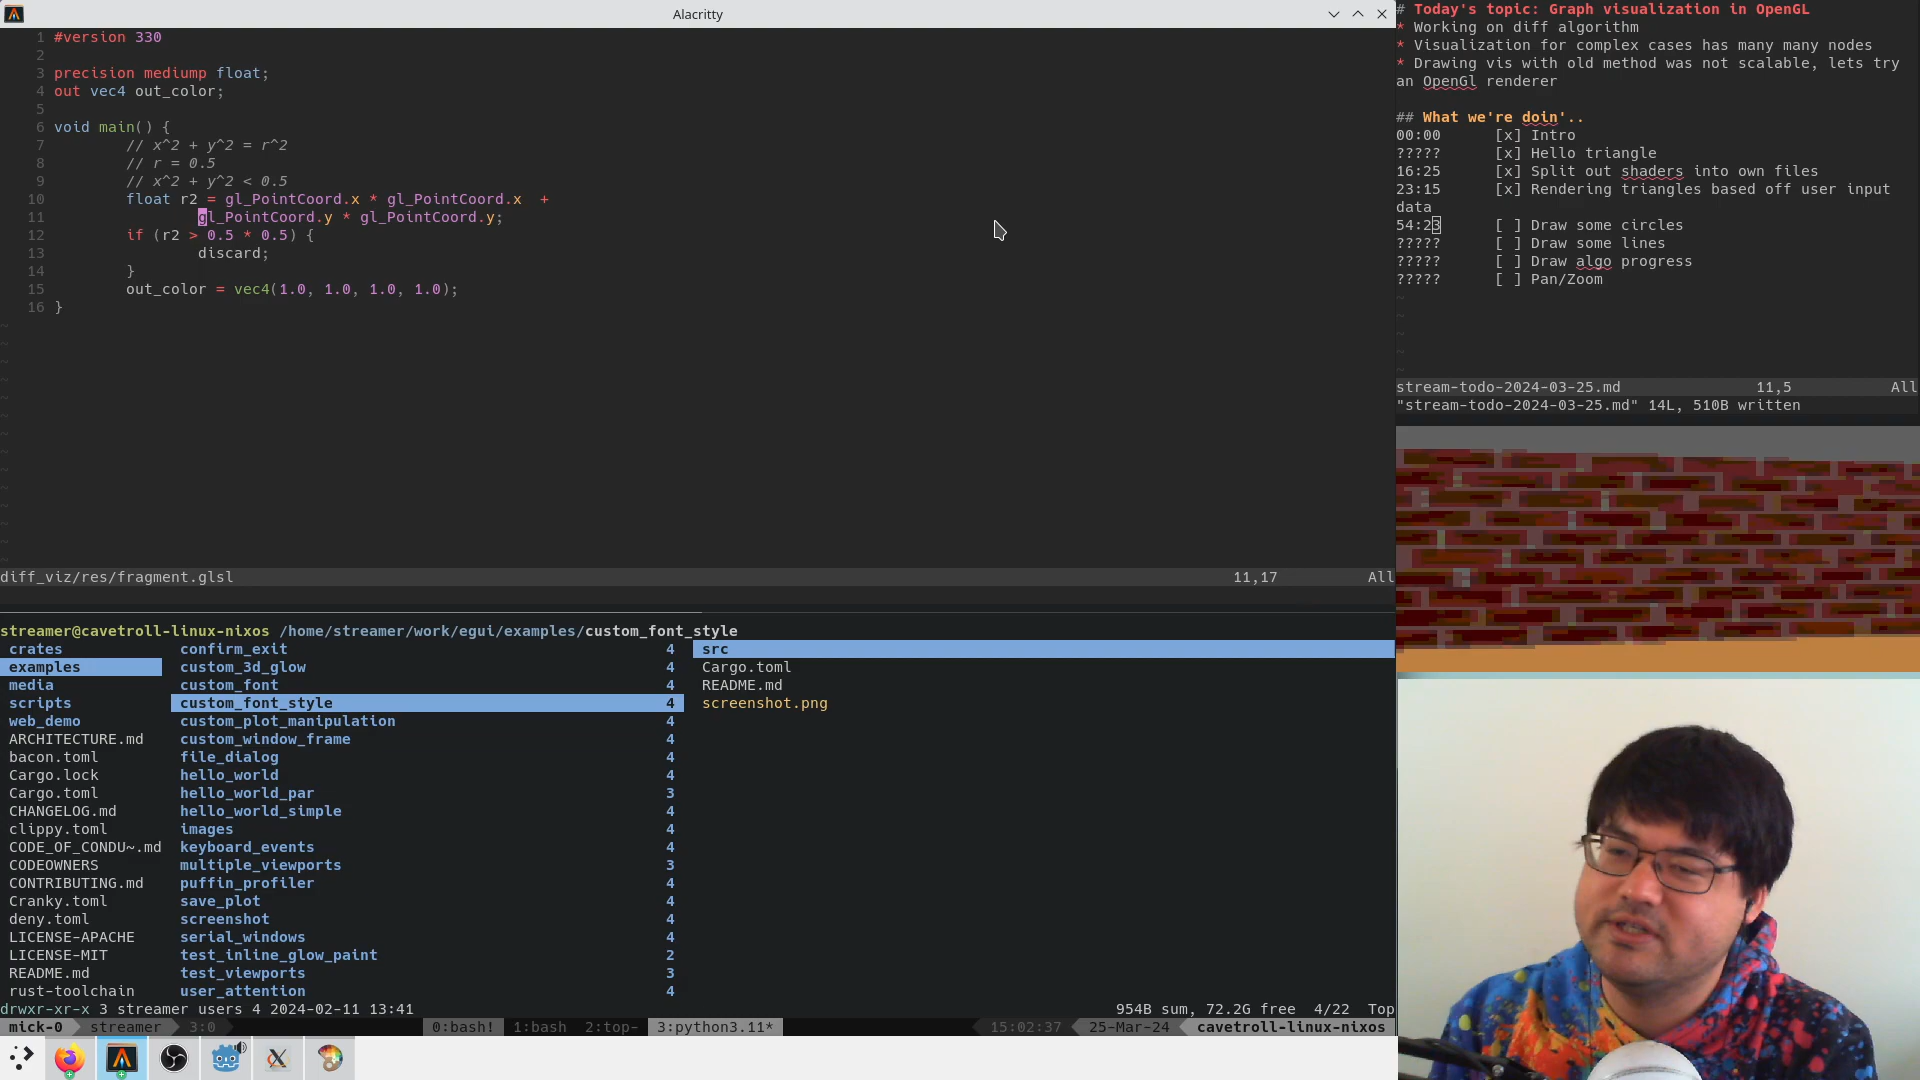 Alacritty
1 #version 330
2
3 precision mediump float;
4 out vec4 out_color;
5
6 void main() {
7 // x^2 + y^2 = r^2
8 // r = 0.5
9 // x^2 + y^2 < 0.5
10 float r2 = gl_PointCoord.x * gl_PointCoord.x  +
11 gl_PointCoord.y * gl_PointCoord.y;
12 if (r2 > 0.5 * 0.5) {
13 discard;
14 }
15 out_color = vec4(1.0, 1.0, 1.0, 1.0);
16 }
diff_viz/res/fragment.glsl 11,17 All
# Today's topic: Graph visualization in OpenGL
* Working on diff algorithm
* Visualization for complex cases has many many nodes
* Drawing vis with old method was not scalable, lets try
an OpenGl renderer
## What we're doin'..
00:00 [x] Intro
????? [x] Hello triangle
16:25 [x] Split out shaders into own files
23:15 [x] Rendering triangles based off user input
data
54:23 [ ] Draw some circles
????? [ ] Draw some lines
????? [ ] Draw algo progress
????? [ ] Pan/Zoom
stream-todo-2024-03-25.md 11,5 All
"stream-todo-2024-03-25.md" 14L, 510B written
streamer@cavetroll-linux-nixos /home/streamer/work/egui/examples/custom_font_style
crates confirm_exit 4 src
examples custom_3d_glow 4 Cargo.toml
media custom_font 4 README.md
scripts custom_font_style 4 screenshot.png
web_demo custom_plot_manipulation 4
ARCHITECTURE.md custom_window_frame 4
bacon.toml file_dialog 4
Cargo.lock hello_world 4
Cargo.toml hello_world_par 3
CHANGELOG.md hello_world_simple 4
clippy.toml images 4
CODE_OF_CONDU~.md keyboard_events 4
CODEOWNERS multiple_viewports 3
CONTRIBUTING.md puffin_profiler 4
Cranky.toml save_plot 4
deny.toml screenshot 4
LICENSE-APACHE serial_windows 4
LICENSE-MIT test_inline_glow_paint 2
README.md test_viewports 3
rust-toolchain user_attention 4
drwxr-xr-x 3 streamer users 4 2024-02-11 13:41 954B sum, 72.2G free 4/22 Top
mick-0 streamer 3:0 0:bash! 1:bash 2:top- 3:python3.11* 15:02:37 25-Mar-24 cavetroll-linux-nixos